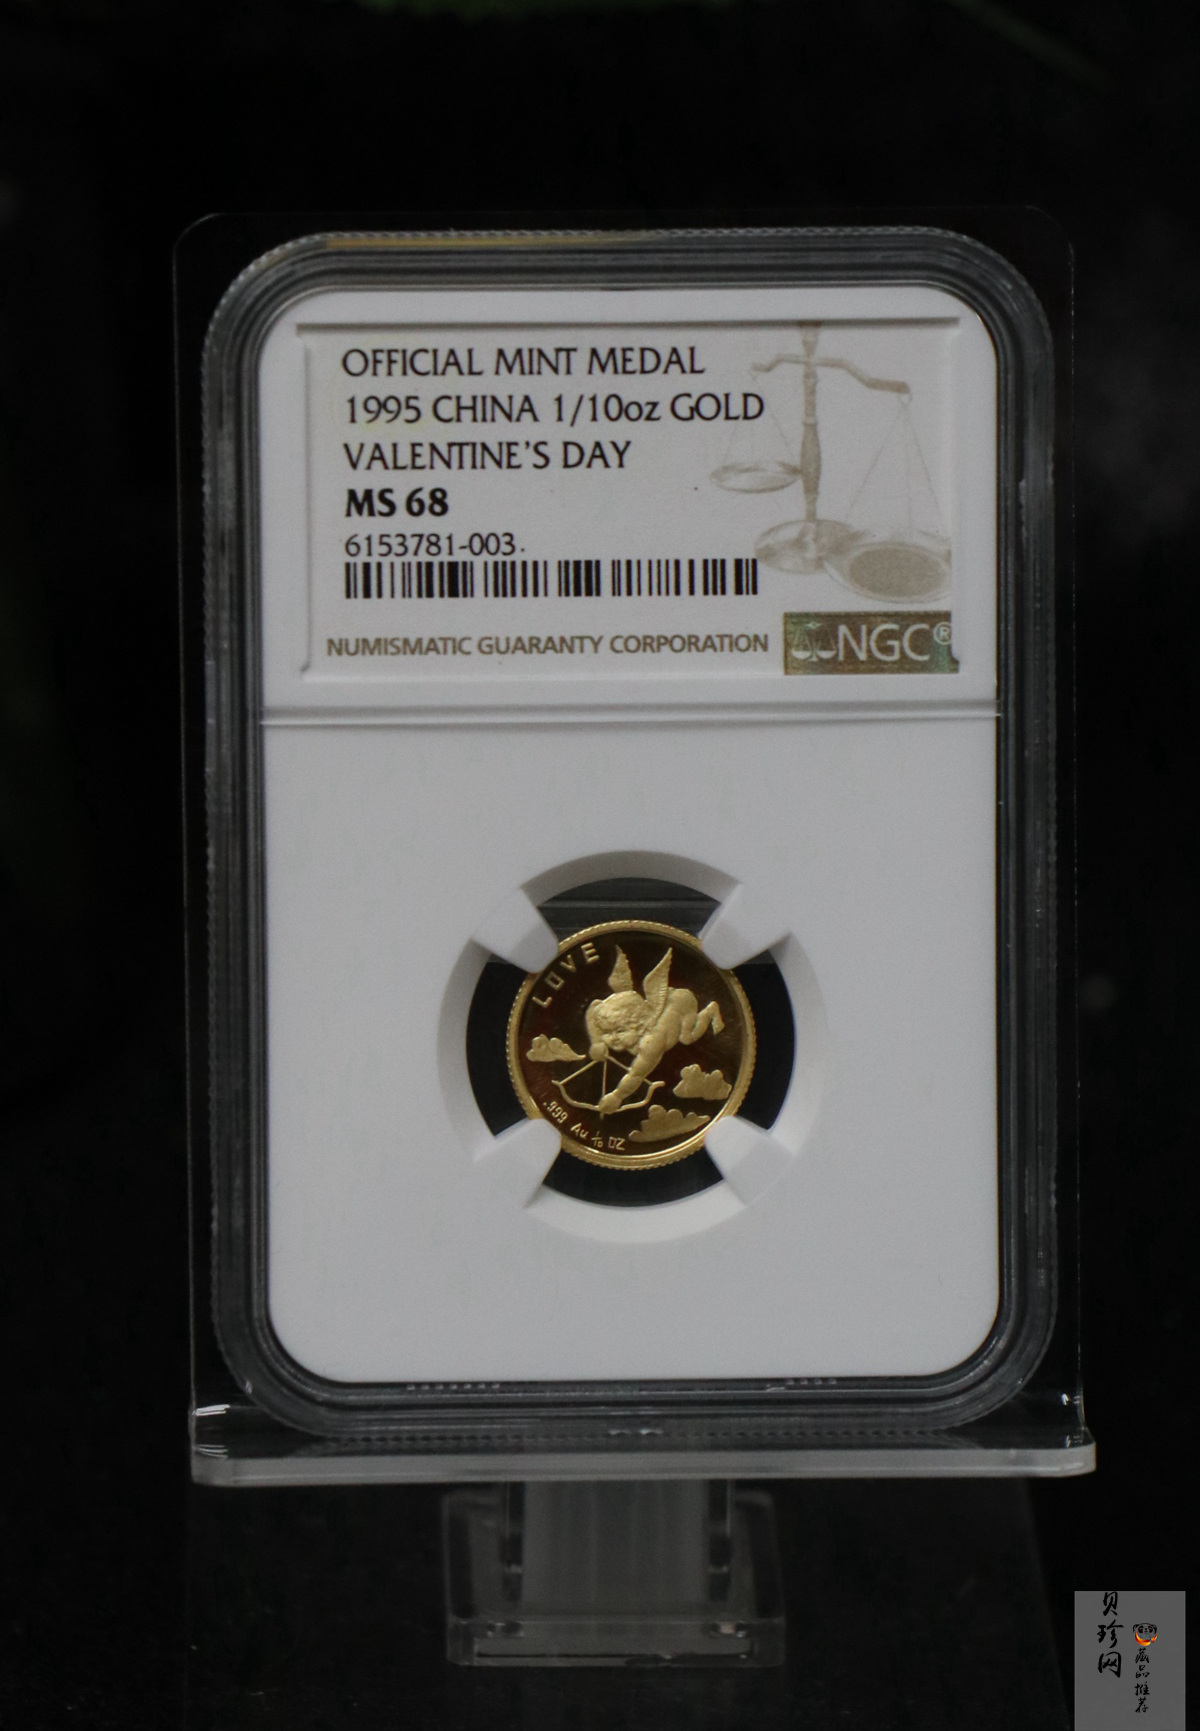 OFFICIAL MINT MEDAL
1995 CHINA 1/10oz GOLD
VALENTINE'S DAY
MS 68
6153781-003
NUMISMATIC GUARANTY CORPORATION
NGC®
LOVE
.999 Au 1/10 OZ
贝珍网
藏品推荐